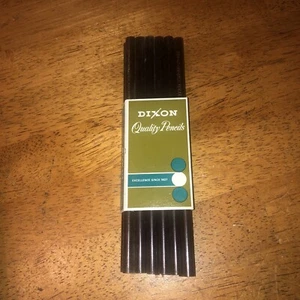 DIXON
Quality Pencils
EXCELLENCE SINCE 1827